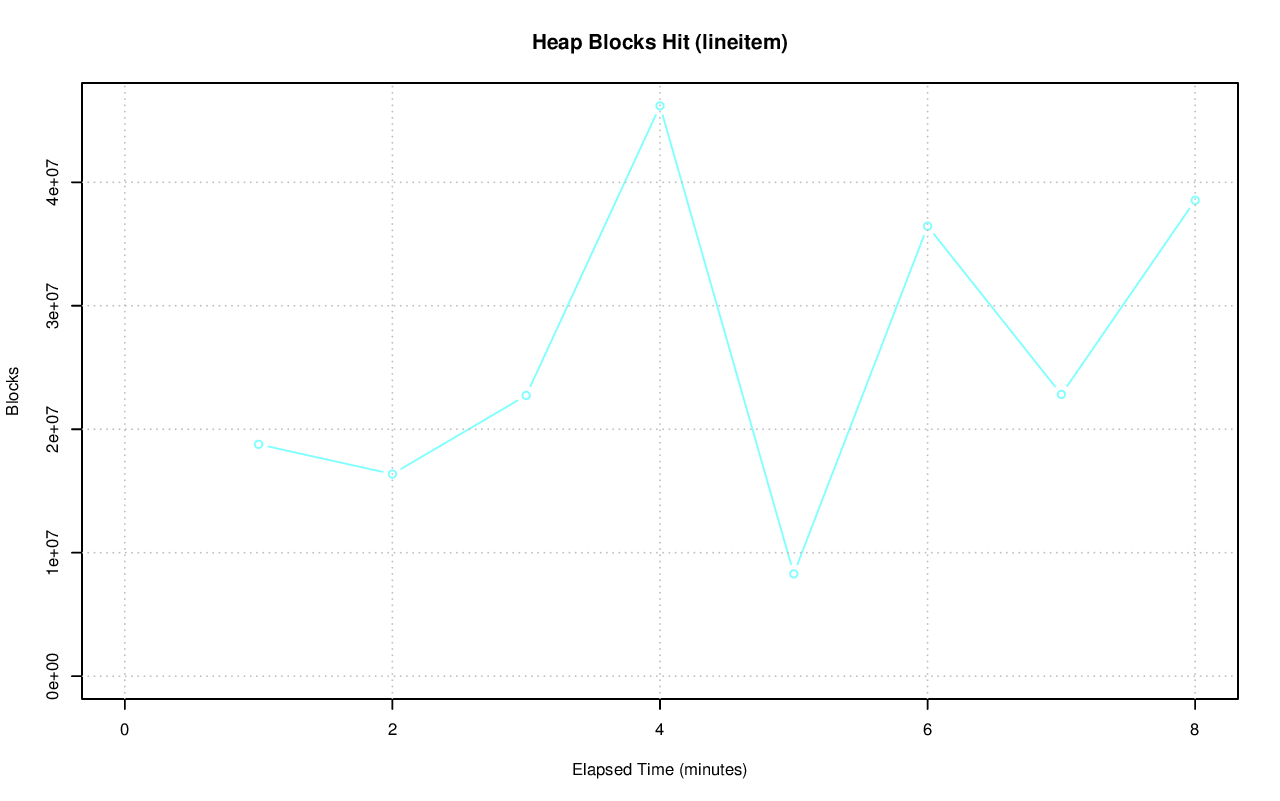 Heap Blocks Hit (lineitem)
Blocks
4e+07
3e+07
2e+07
1e+07
0e+00
0 2 4 6 8
Elapsed Time (minutes)